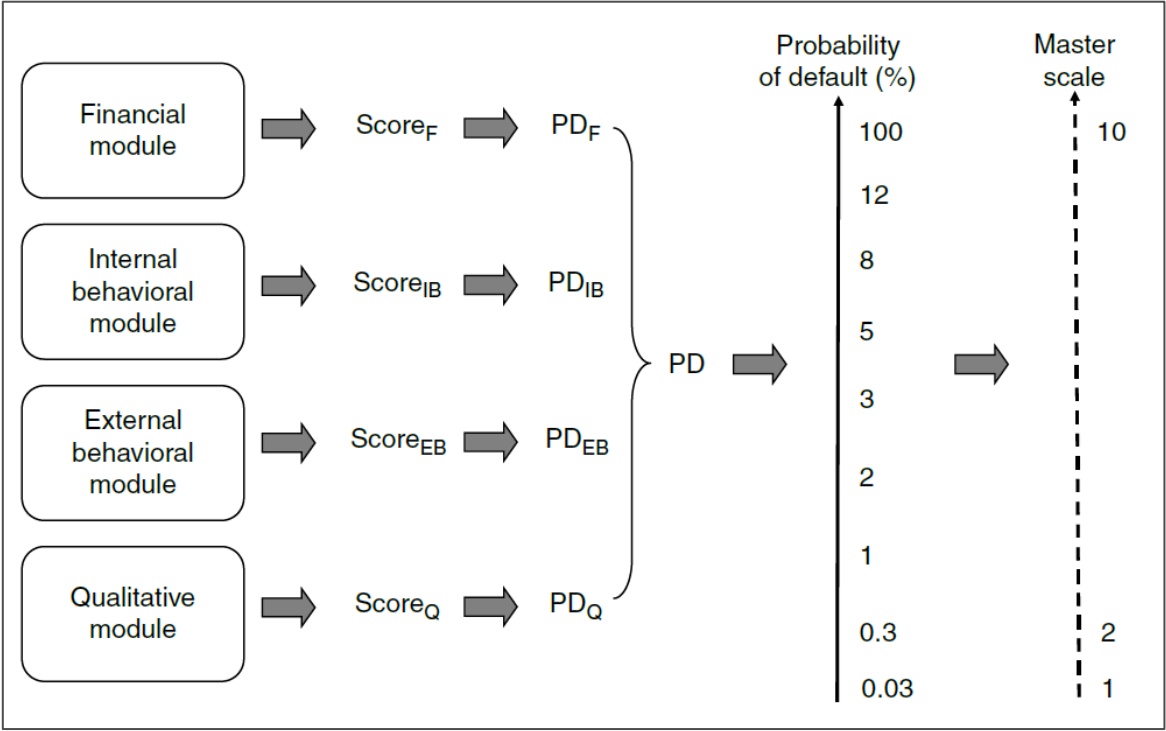 Financial
module
Score_F
PD_F
Internal
behavioral
module
Score_IB
PD_IB
External
behavioral
module
Score_EB
PD_EB
Qualitative
module
Score_Q
PD_Q
PD
Probability
of default (%)
100
12
8
5
3
2
1
0.3
0.03
Master
scale
10
2
1